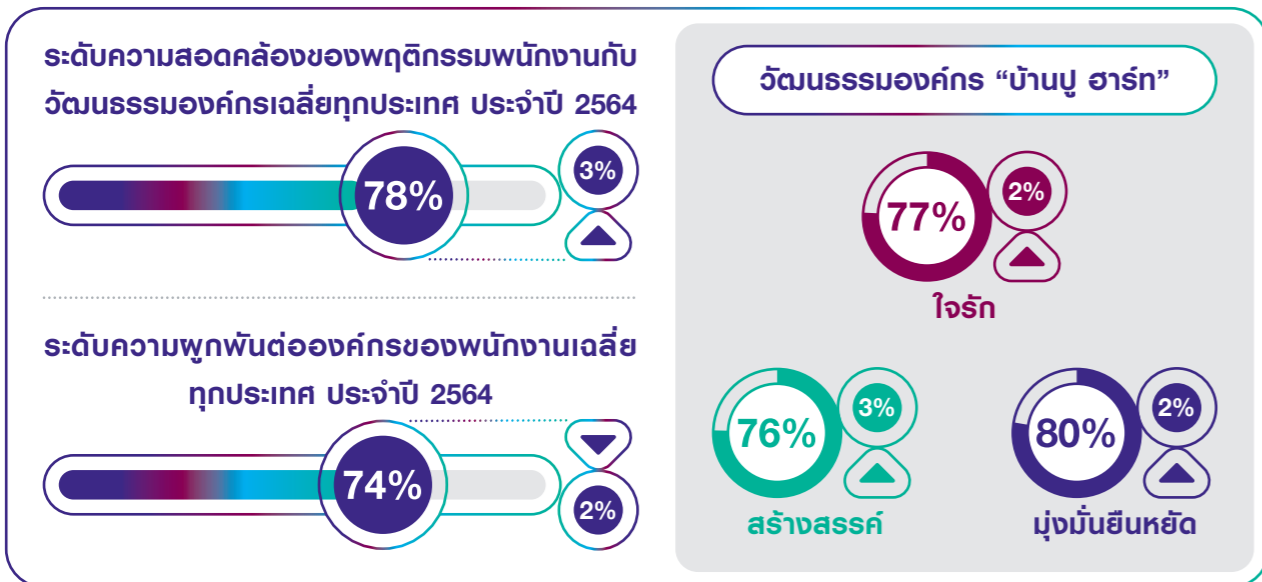 ระดับความสอดคล้องของพฤติกรรมพนักงานกับ
วัฒนธรรมองค์กรเฉลี่ยทุกประเทศ ประจำปี 2564
78%
3%
ระดับความผูกพันต่อองค์กรของพนักงานเฉลี่ย
ทุกประเทศ ประจำปี 2564
74%
2%
วัฒนธรรมองค์กร “บ้านปู ฮาร์ท”
77%
2%
ใจรัก
76%
3%
สร้างสรรค์
80%
2%
มุ่งมั่นยืนหยัด